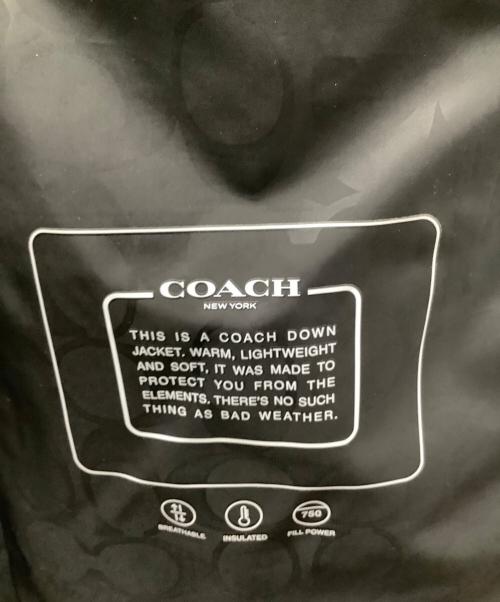 COACH
NEW YORK
THIS IS A COACH DOWN
JACKET. WARM, LIGHTWEIGHT
AND SOFT, IT WAS MADE TO
PROTECT YOU FROM THE
ELEMENTS. THERE'S NO SUCH
THING AS BAD WEATHER.
750
BREATHABLE INSULATED FILL POWER